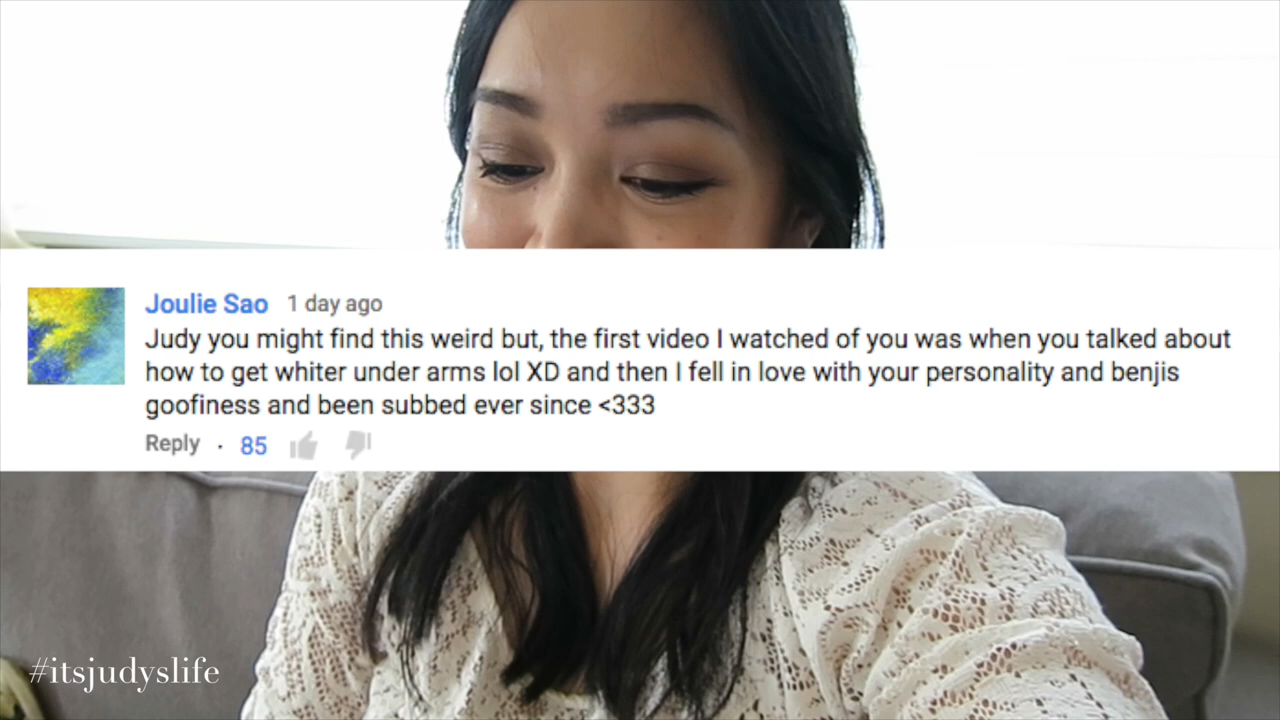 Joulie Sao 1 day ago
Judy you might find this weird but, the first video I watched of you was when you talked about
how to get whiter under arms lol XD and then I fell in love with your personality and benjis
goofiness and been subbed ever since <333
Reply · 85
#itsjudyslife